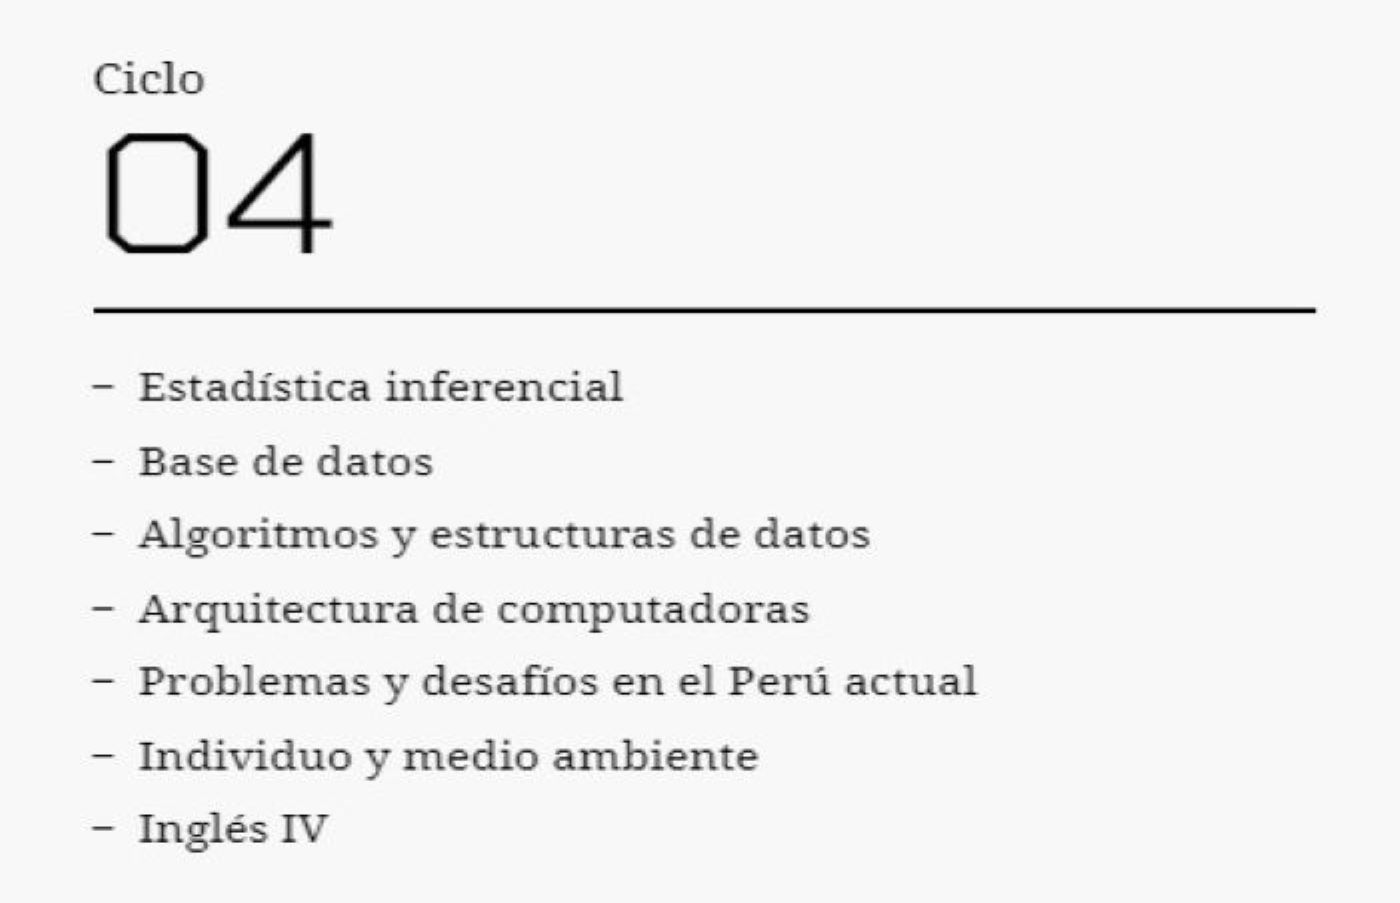 Ciclo
04
– Estadística inferencial
– Base de datos
– Algoritmos y estructuras de datos
– Arquitectura de computadoras
– Problemas y desafíos en el Perú actual
– Individuo y medio ambiente
– Inglés IV